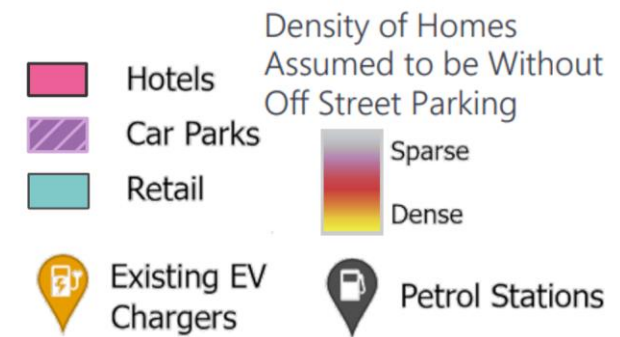 Density of Homes
Assumed to be Without
Off Street Parking
Hotels
Car Parks
Retail
Sparse
Dense
Existing EV
Chargers
Petrol Stations